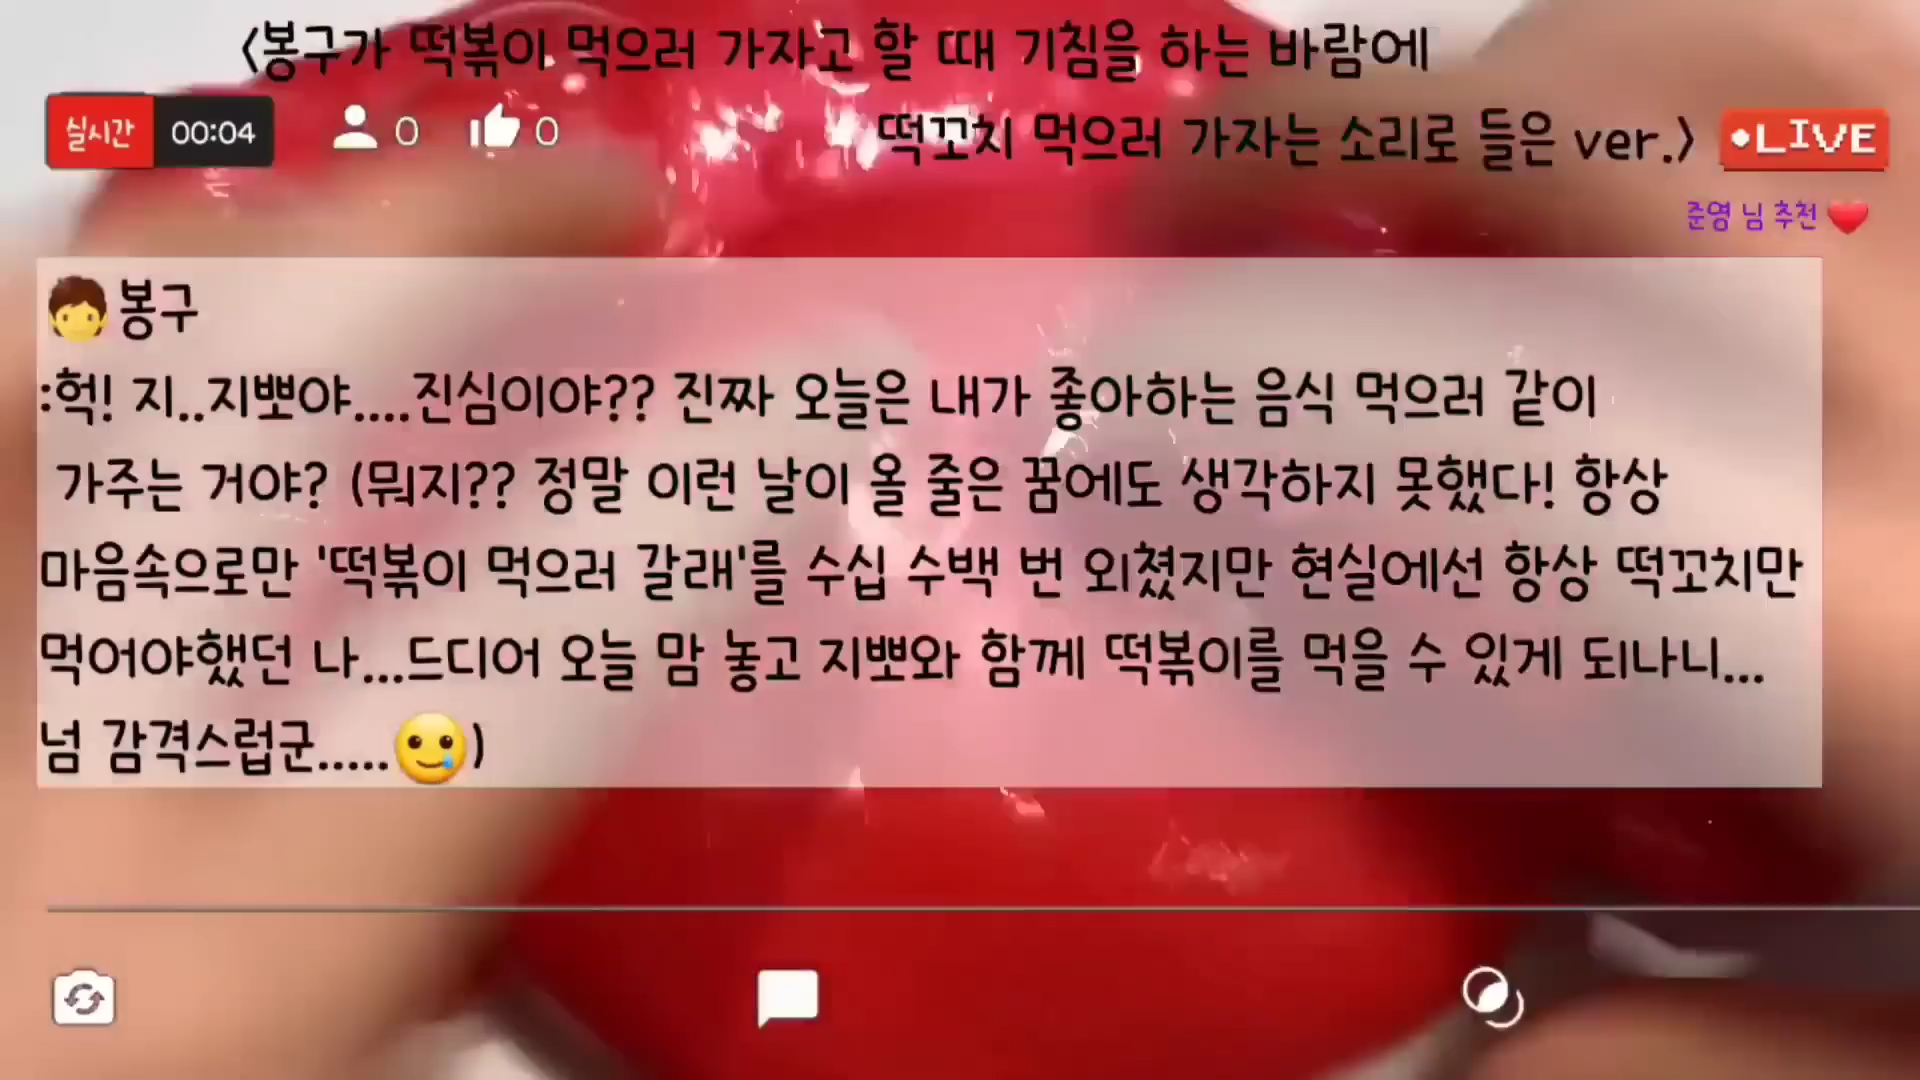 <봉구가 떡볶이 먹으러 가자고 할 때 기침을 하는 바람에
떡꼬치 먹으러 가자는 소리로 들은 ver.>
실시간 00:04 0 0
LIVE
준영 님 추천 ❤️
🧒봉구
:헉! 지..지뽀야....진심이야?? 진짜 오늘은 내가 좋아하는 음식 먹으러 같이
가주는 거야? (뭐지?? 정말 이런 날이 올 줄은 꿈에도 생각하지 못했다! 항상
마음속으로만 '떡볶이 먹으러 갈래'를 수십 수백 번 외쳤지만 현실에선 항상 떡꼬치만
먹어야했던 나...드디어 오늘 맘 놓고 지뽀와 함께 떡볶이를 먹을 수 있게 되나니...
넘 감격스럽군.....🥲)